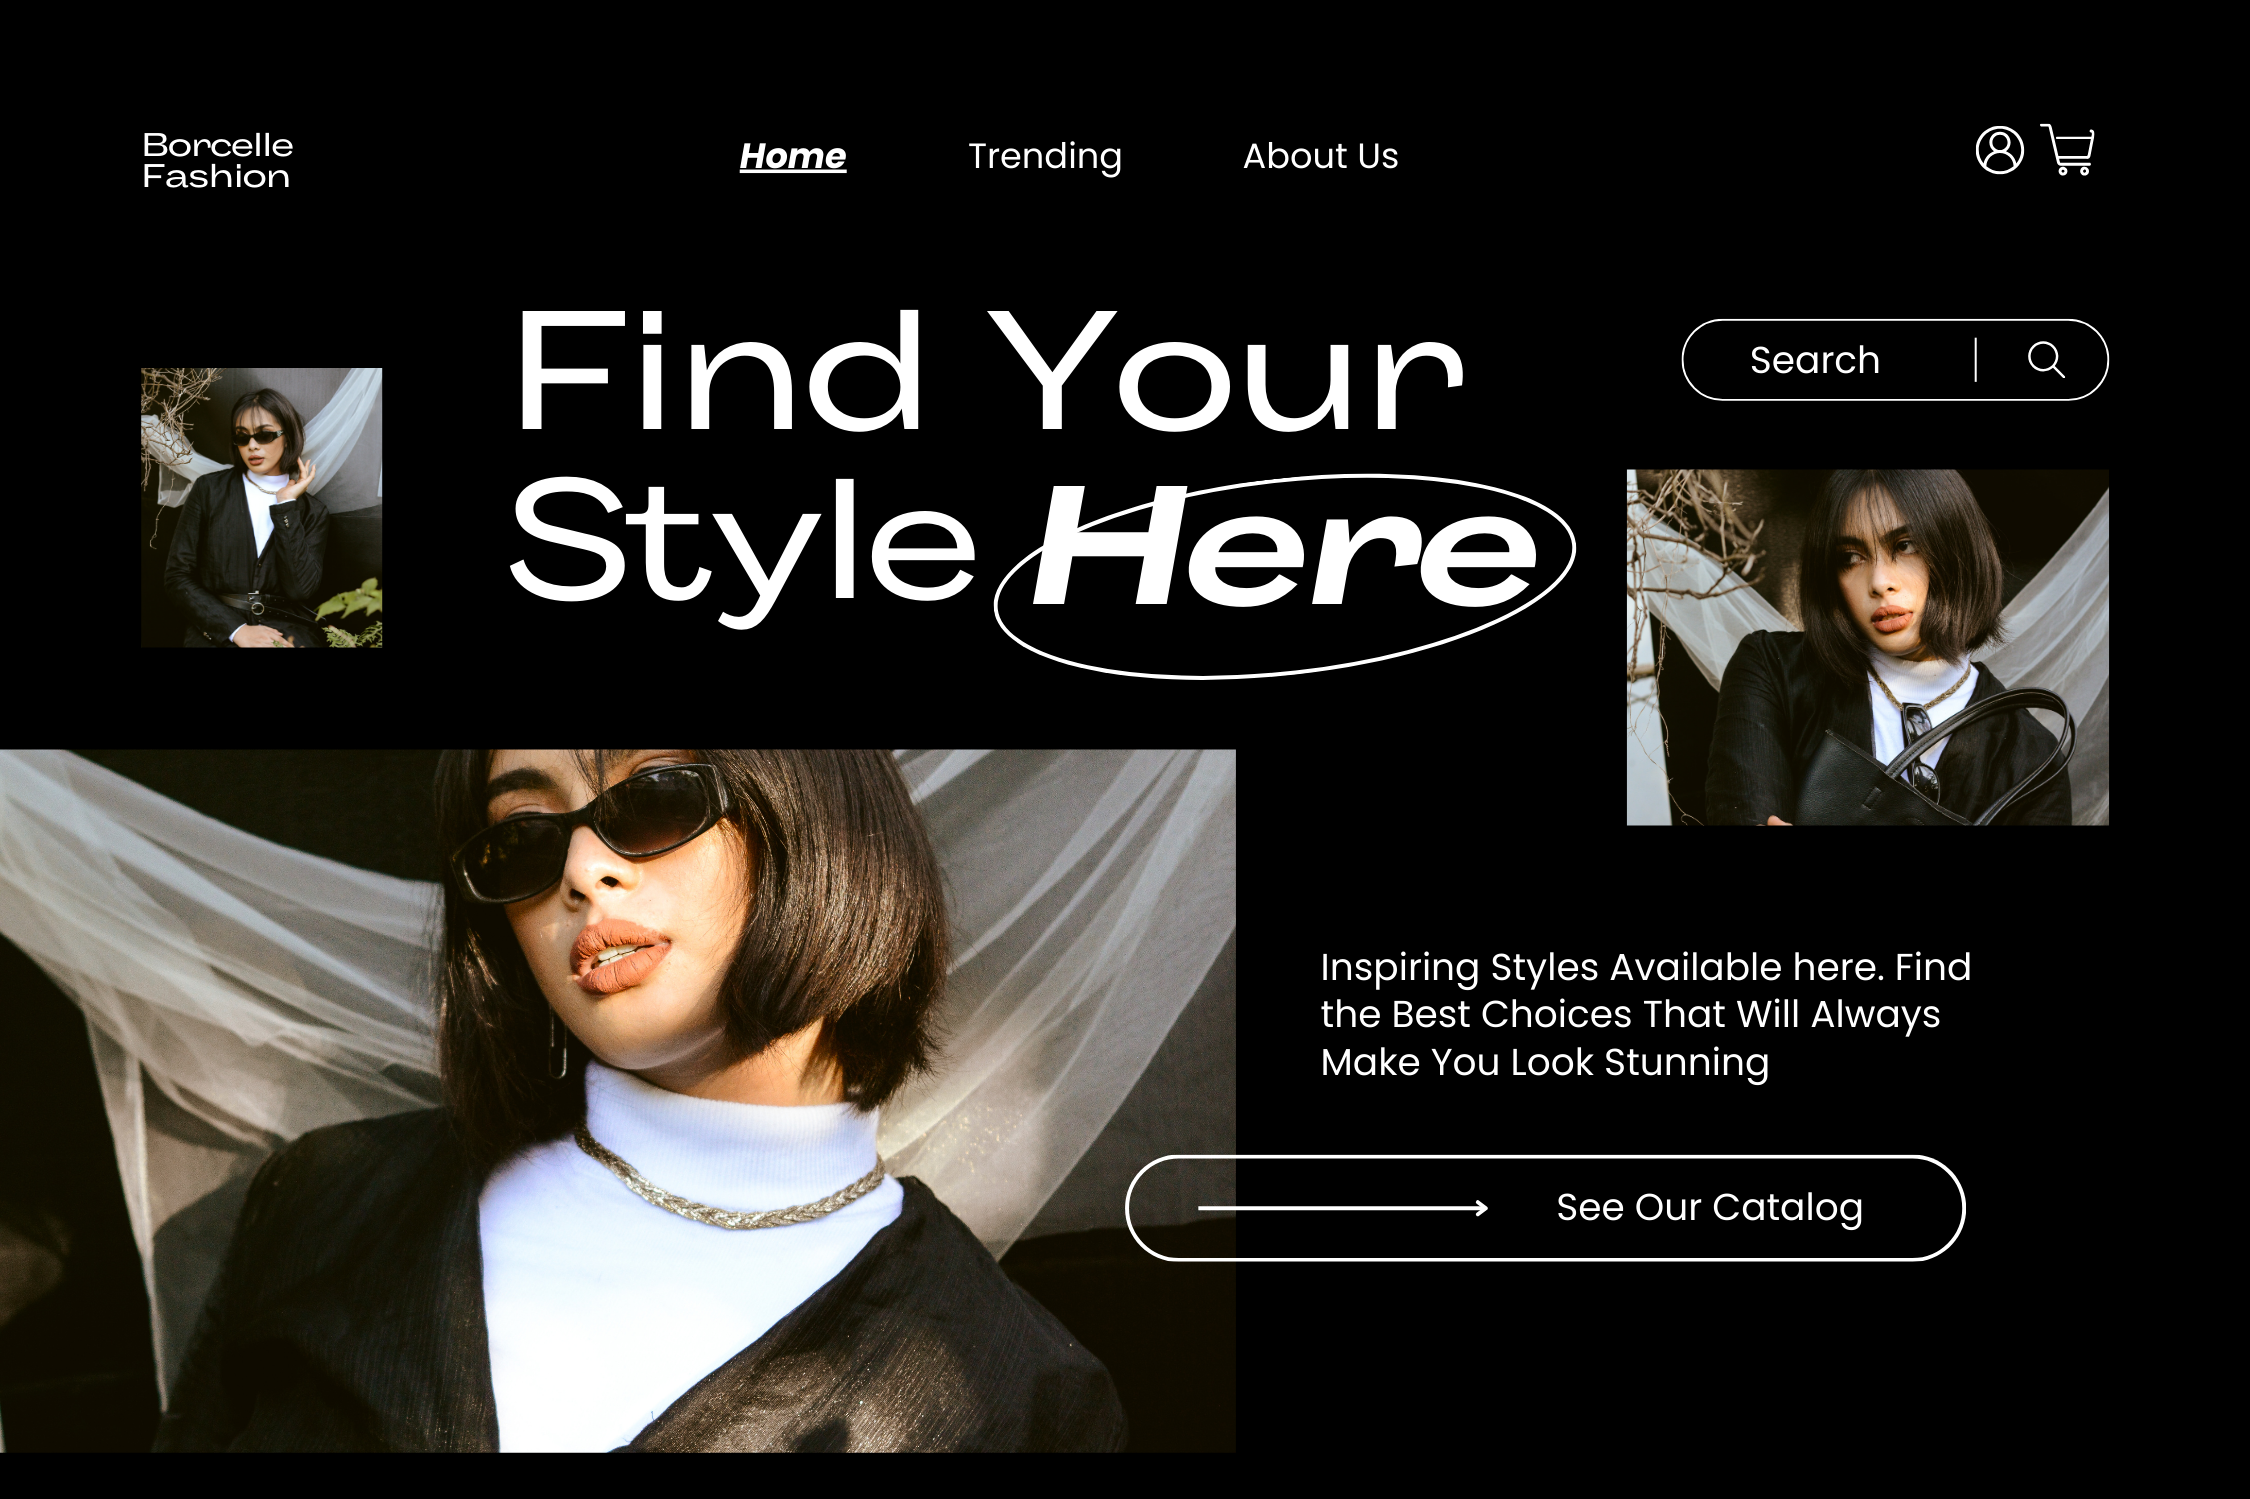 Borcelle
Fashion
Home
Trending
About Us
Find Your
Style Here
Search
Inspiring Styles Available here. Find
the Best Choices That Will Always
Make You Look Stunning
See Our Catalog